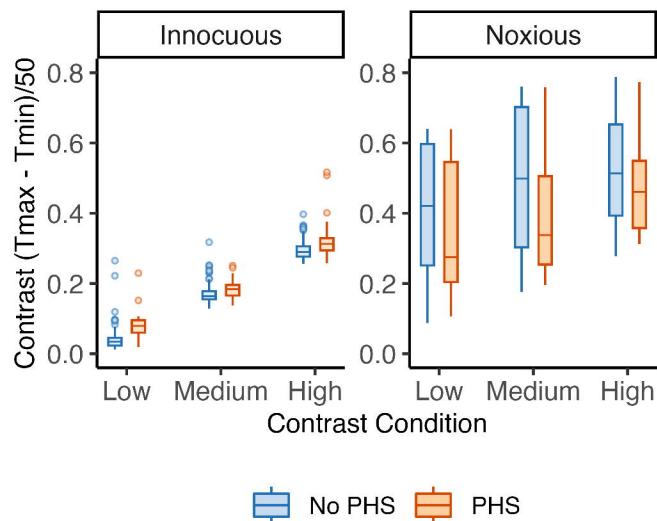 Innocuous
Noxious
Contrast (Tmax - Tmin)/50
0.8
0.6
0.4
0.2
0.0
0.8
0.6
0.4
0.2
0.0
Low Medium High
Low Medium High
Contrast Condition
No PHS PHS